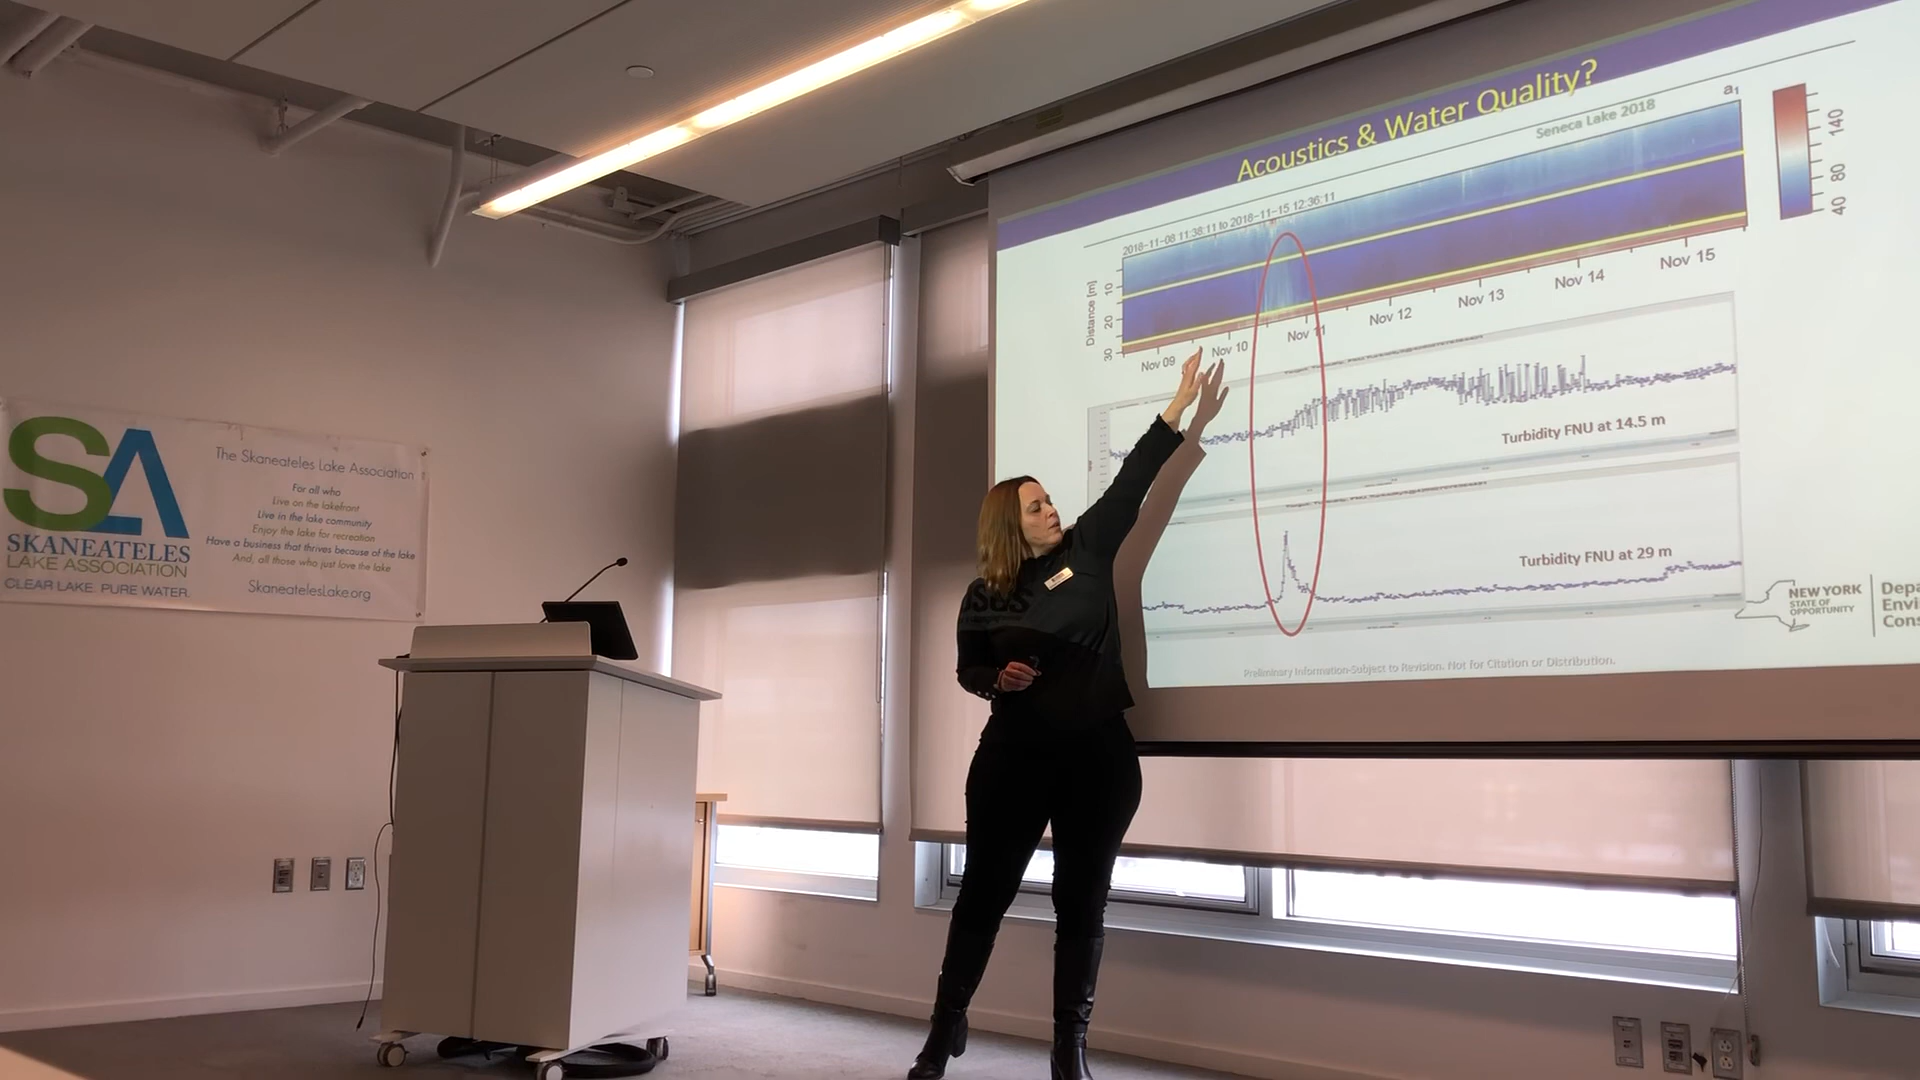 SA
SKANEATELES
LAKE ASSOCIATION
CLEAR LAKE. PURE WATER.
The Skaneateles Lake Association
For all who
Live on the lakefront
Live in the lake community
Enjoy the lake for recreation
Have a business that thrives because of the lake
And, all those who just love the lake
SkaneatelesLake.org
USGS
Acoustics & Water Quality?
Seneca Lake 2018
a1
2018-11-08 11:38:11 to 2018-11-15 12:36:11
Distance [m]
10
20
30
Nov 09
Nov 10
Nov 11
Nov 12
Nov 13
Nov 14
Nov 15
140
80
40
Turbidity FNU at 14.5 m
Turbidity FNU at 29 m
NEW YORK
STATE OF
OPPORTUNITY
Depa
Envi
Cons
Preliminary Information-Subject to Revision. Not for Citation or Distribution.